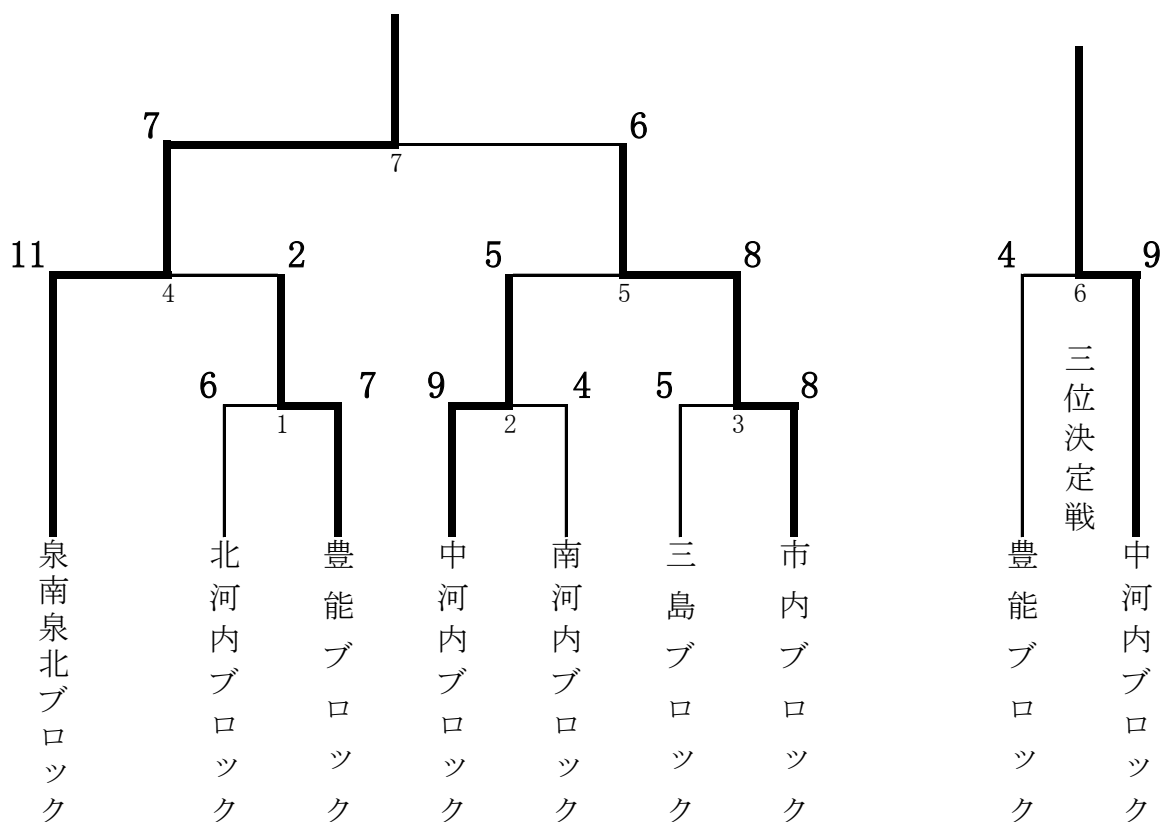 7 6
7
11 2 5 8 4 9
4 5 6
6 7 9 4 5 8
1 2 3
三位決定戦
泉南泉北ブロック
北河内ブロック
豊能ブロック
中河内ブロック
南河内ブロック
三島ブロック
市内ブロック
豊能ブロック
中河内ブロック